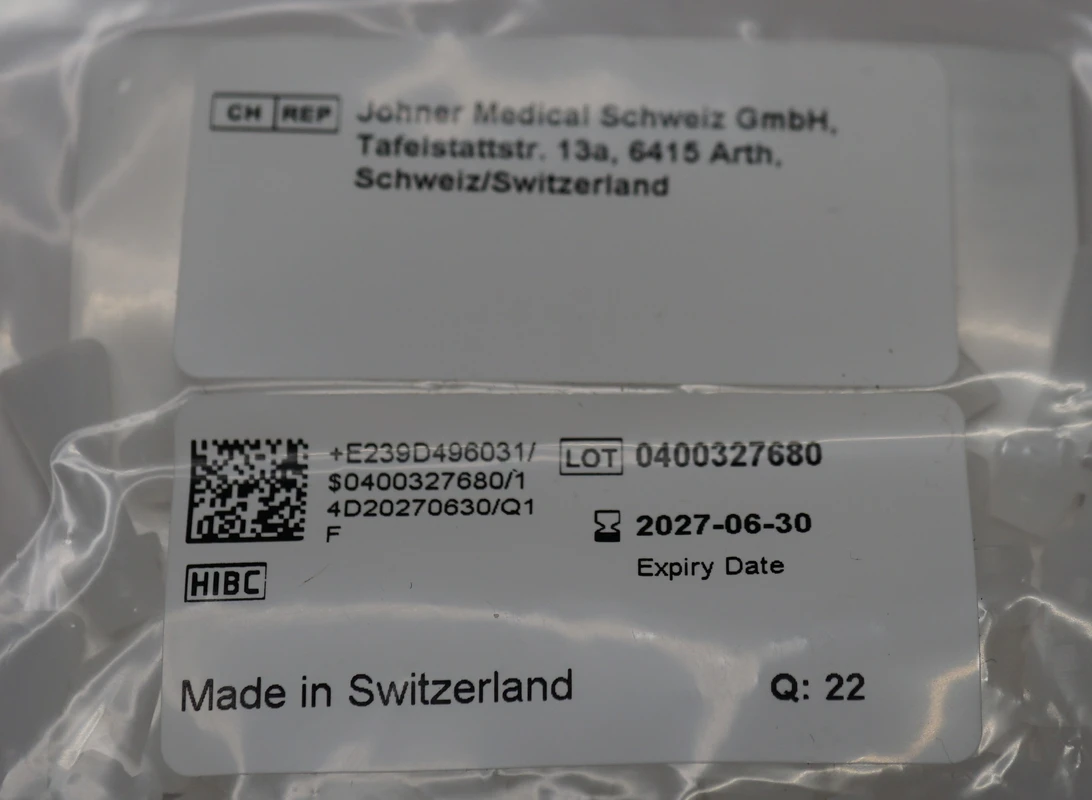 CH REP Johner Medical Schweiz GmbH,
Tafelstattstr. 13a, 6415 Arth,
Schweiz/Switzerland
+E239D496031/
$0400327680/1
4D20270630/Q1
F
LOT 0400327680
2027-06-30
Expiry Date
HIBC
Made in Switzerland
Q: 22